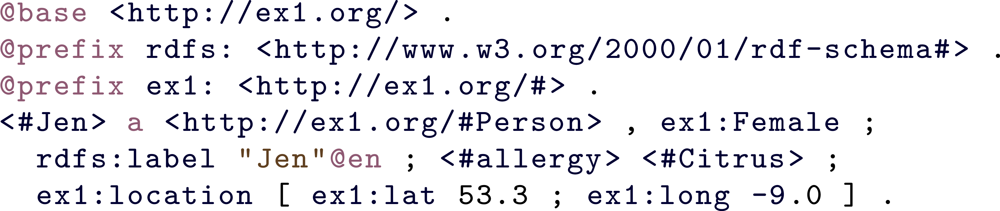 @base <http://ex1.org/> .
@prefix rdfs: <http://www.w3.org/2000/01/rdf-schema#> .
@prefix ex1: <http://ex1.org/#> .
<#Jen> a <http://ex1.org/#Person> , ex1:Female ;
  rdfs:label "Jen"@en ; <#allergy> <#Citrus> ;
  ex1:location [ ex1:lat 53.3 ; ex1:long -9.0 ] .